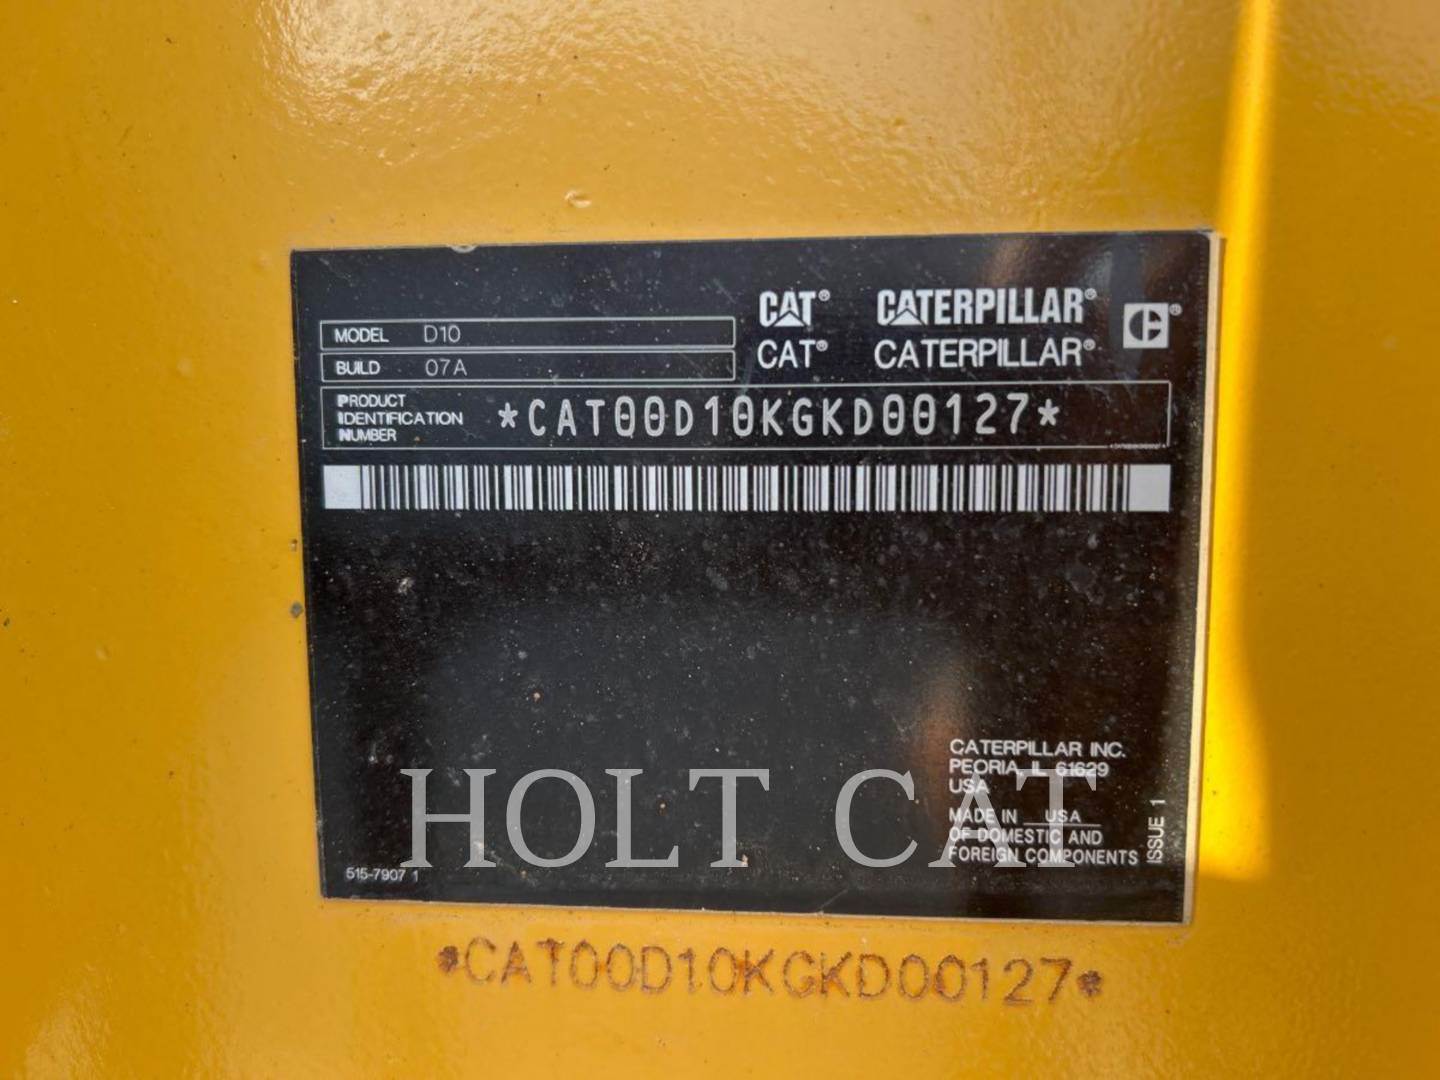 CAT® CATERPILLAR® ®
MODEL D10
CAT® CATERPILLAR®
BUILD 07A
PRODUCT
IDENTIFICATION
NUMBER
*CAT00D10KGKD00127*
CATERPILLAR INC.
PEORIA, IL 61629
USA
MADE IN USA
OF DOMESTIC AND
FOREIGN COMPONENTS
ISSUE 1
HOLT CAT
515-7907 1
*CAT00D10KGKD00127*